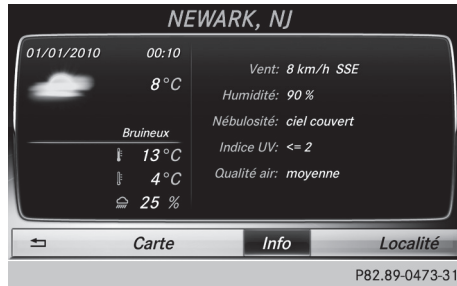 NEWARK, NJ
01/01/2010 00:10
8°C
Bruineux
13°C
4°C
25 %
Vent: 8 km/h SSE
Humidité: 90 %
Nébulosité: ciel couvert
Indice UV: <= 2
Qualité air: moyenne
Carte Info Localité
P82.89-0473-31